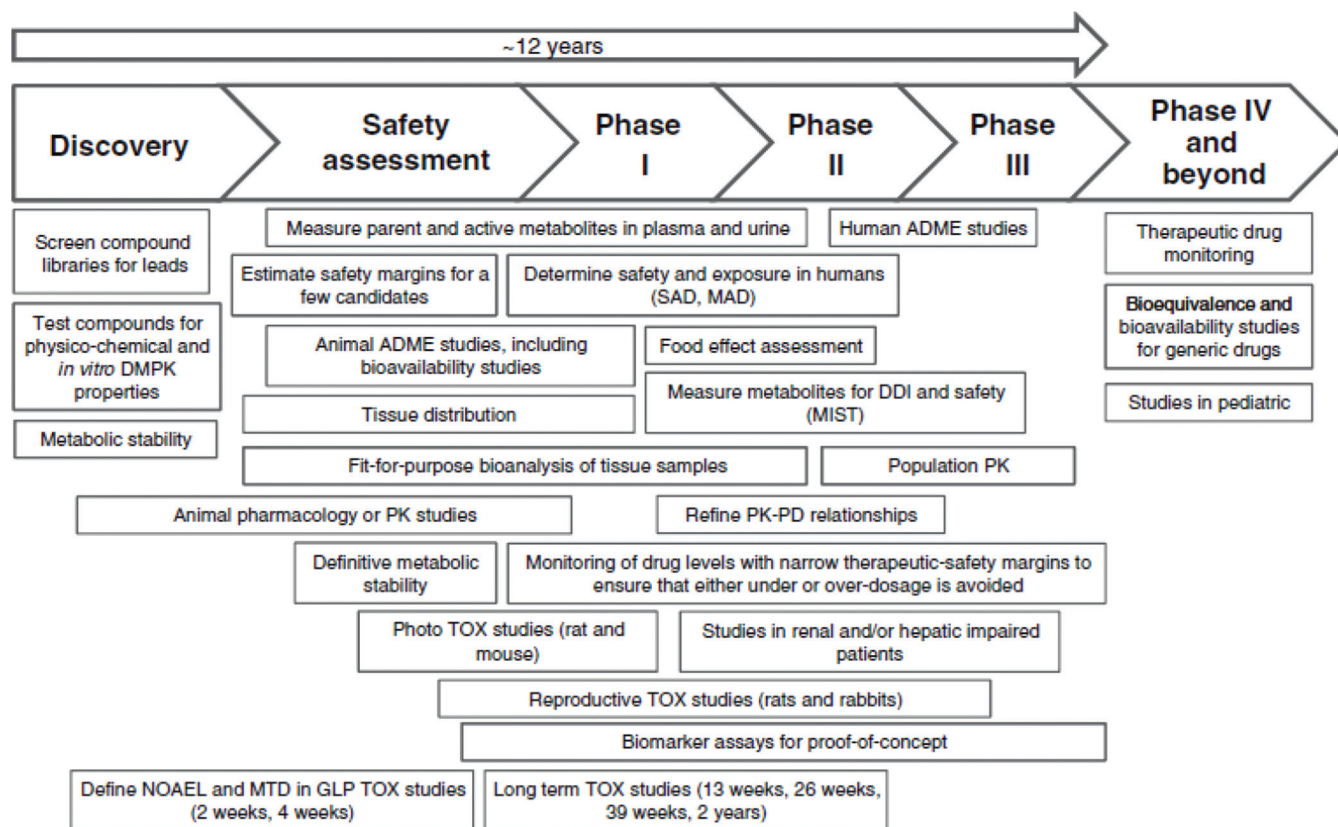 ~12 years
Discovery
Safety
assessment
Phase
I
Phase
II
Phase
III
Phase IV
and
beyond
Screen compound
libraries for leads
Measure parent and active metabolites in plasma and urine
Human ADME studies
Therapeutic drug
monitoring
Estimate safety margins for a
few candidates
Determine safety and exposure in humans
(SAD, MAD)
Test compounds for
physico-chemical and
in vitro DMPK
properties
Animal ADME studies, including
bioavailability studies
Food effect assessment
Bioequivalence and
bioavailability studies
for generic drugs
Tissue distribution
Measure metabolites for DDI and safety
(MIST)
Studies in pediatric
Metabolic stability
Fit-for-purpose bioanalysis of tissue samples
Population PK
Animal pharmacology or PK studies
Refine PK-PD relationships
Definitive metabolic
stability
Monitoring of drug levels with narrow therapeutic-safety margins to
ensure that either under or over-dosage is avoided
Photo TOX studies (rat and
mouse)
Studies in renal and/or hepatic impaired
patients
Reproductive TOX studies (rats and rabbits)
Biomarker assays for proof-of-concept
Define NOAEL and MTD in GLP TOX studies
(2 weeks, 4 weeks)
Long term TOX studies (13 weeks, 26 weeks,
39 weeks, 2 years)